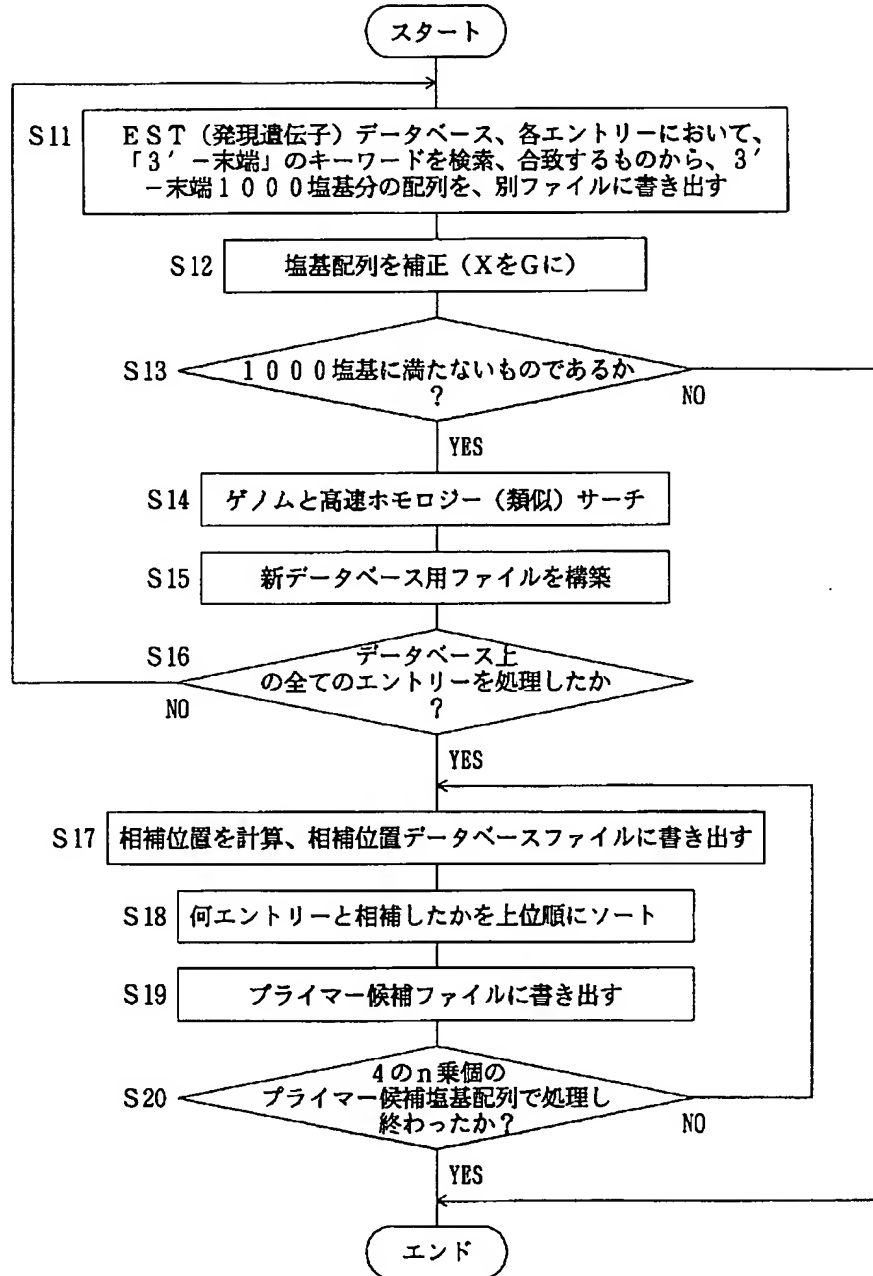 スタート
S11
EST(発現遺伝子)データベース、各エントリーにおいて、
「3′-末端」のキーワードを検索、合致するものから、3′
-末端1000塩基分の配列を、別ファイルに書き出す
S12
塩基配列を補正(XをGに)
S13
1000塩基に満たないものであるか
?
NO
YES
S14
ゲノムと高速ホモロジー(類似)サーチ
S15
新データベース用ファイルを構築
S16
データベース上
の全てのエントリーを処理したか
?
NO
YES
S17
相補位置を計算、相補位置データベースファイルに書き出す
S18
何エントリーと相補したかを上位順にソート
S19
プライマー候補ファイルに書き出す
S20
4のn乗個の
プライマー候補塩基配列で処理し
終わったか?
NO
YES
エンド